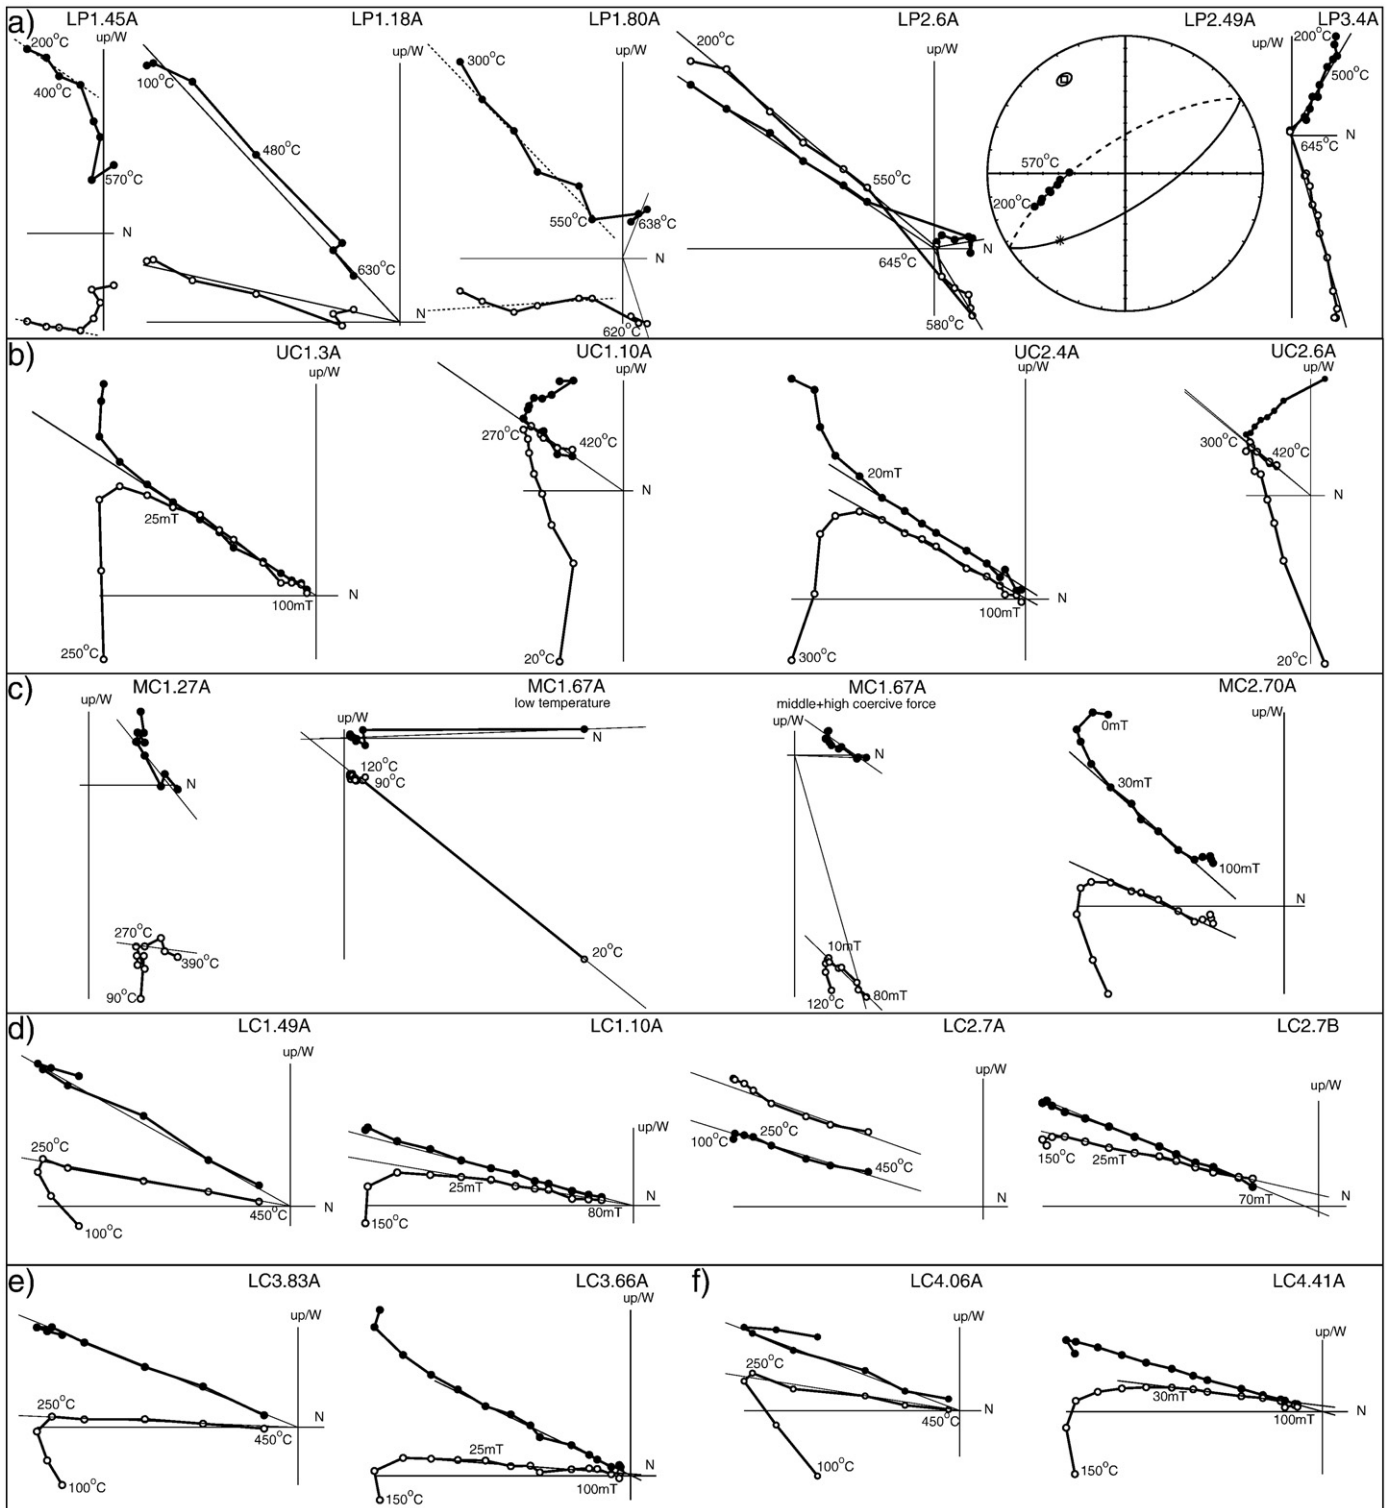 a) LP1.45A LP1.18A LP1.80A LP2.6A LP2.49A LP3.4A
up/W up/W up/W up/W up/W
200°C 400°C 570°C N
100°C 480°C 630°C N
300°C 550°C 638°C N 620°C
200°C 550°C N 645°C 580°C
570°C 200°C
200°C 500°C N 645°C
b) UC1.3A UC1.10A UC2.4A UC2.6A
up/W up/W up/W up/W
25mT N 100mT 250°C
270°C 420°C N 20°C
20mT N 100mT 300°C
300°C 420°C N 20°C
c) MC1.27A MC1.67A MC1.67A MC2.70A
low temperature middle+high coercive force
up/W up/W up/W up/W
N 270°C 390°C 90°C
N 120°C 90°C 20°C
N 10mT 120°C 80mT
0mT 30mT 100mT N
d) LC1.49A LC1.10A LC2.7A LC2.7B
up/W up/W up/W up/W
250°C N 450°C 100°C
25mT N 80mT 150°C
100°C 250°C 450°C N
150°C 25mT N 70mT
e) LC3.83A LC3.66A f) LC4.06A LC4.41A
up/W up/W up/W up/W
250°C N 450°C 100°C
25mT N 100mT 150°C
250°C N 450°C 100°C
30mT N 100mT 150°C